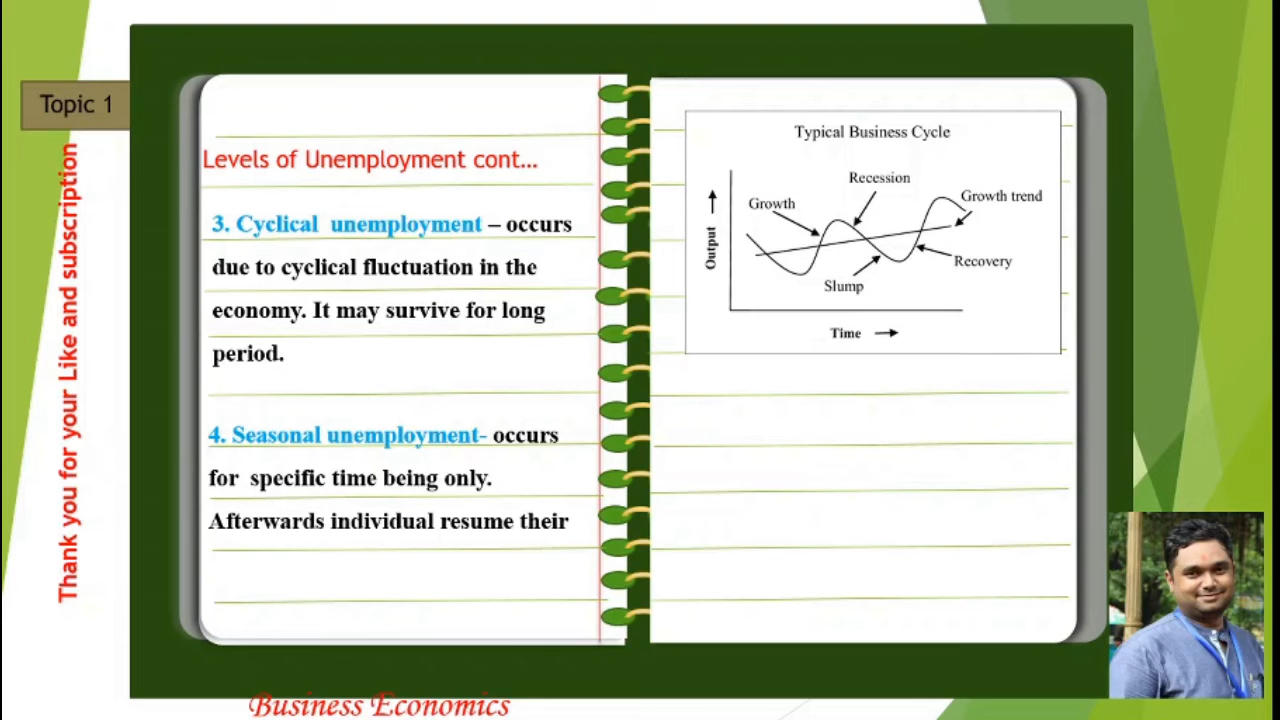 Topic 1
Thank you for your Like and subscription
Levels of Unemployment cont...
3. Cyclical unemployment – occurs
due to cyclical fluctuation in the
economy. It may survive for long
period.
4. Seasonal unemployment- occurs
for specific time being only.
Afterwards individual resume their
Typical Business Cycle
Recession
Growth
Growth trend
Output
Recovery
Slump
Time
Business Economics